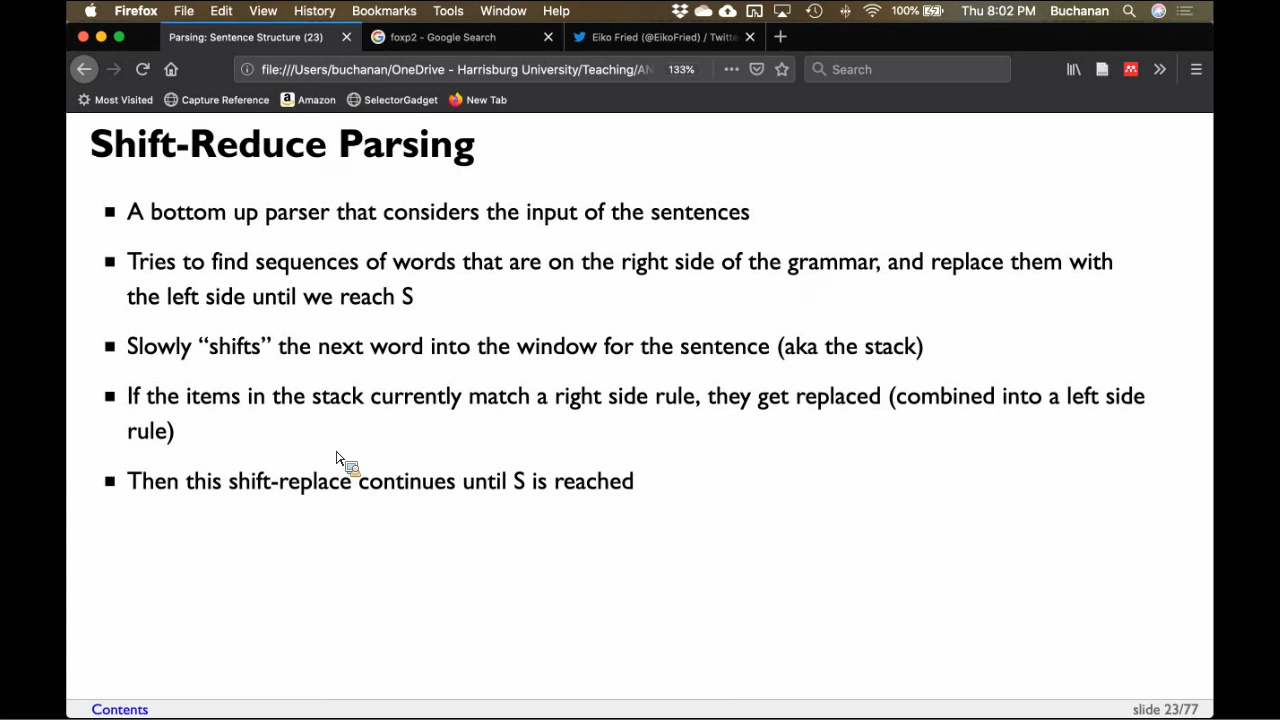 Firefox File Edit View History Bookmarks Tools Window Help 100% Thu 8:02 PM Buchanan
Parsing: Sentence Structure (23) foxp2 - Google Search Eiko Fried (@EikoFried) / Twitte
file:///Users/buchanan/OneDrive - Harrisburg University/Teaching/AN 133% Search
Most Visited Capture Reference Amazon SelectorGadget New Tab
Shift-Reduce Parsing
A bottom up parser that considers the input of the sentences
Tries to find sequences of words that are on the right side of the grammar, and replace them with
the left side until we reach S
Slowly “shifts” the next word into the window for the sentence (aka the stack)
If the items in the stack currently match a right side rule, they get replaced (combined into a left side
rule)
Then this shift-replace continues until S is reached
Contents slide 23/77